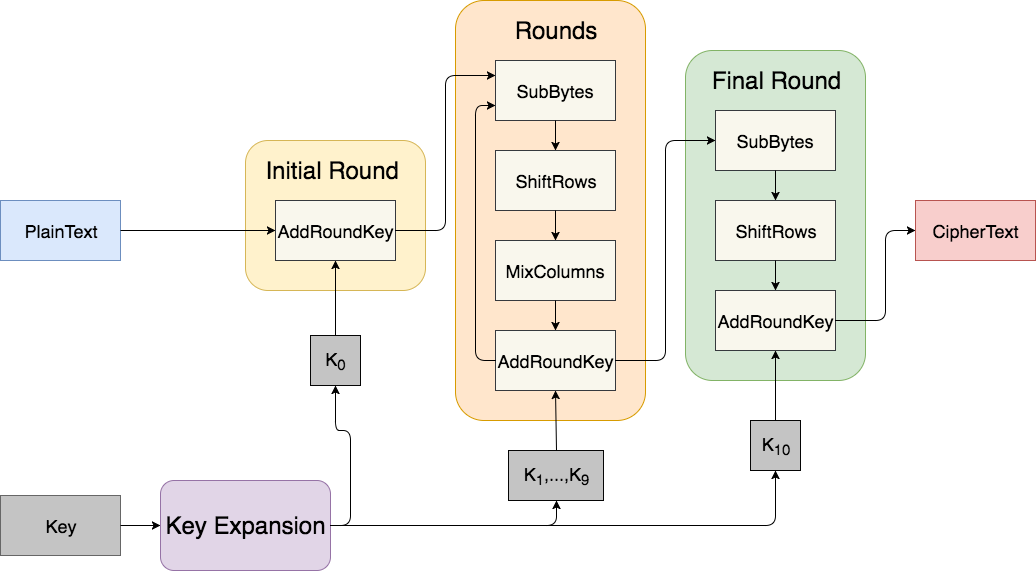 Rounds
SubBytes
ShiftRows
MixColumns
AddRoundKey
Final Round
SubBytes
ShiftRows
AddRoundKey
Initial Round
AddRoundKey
PlainText
CipherText
K0
K1,...,K9
K10
Key
Key Expansion